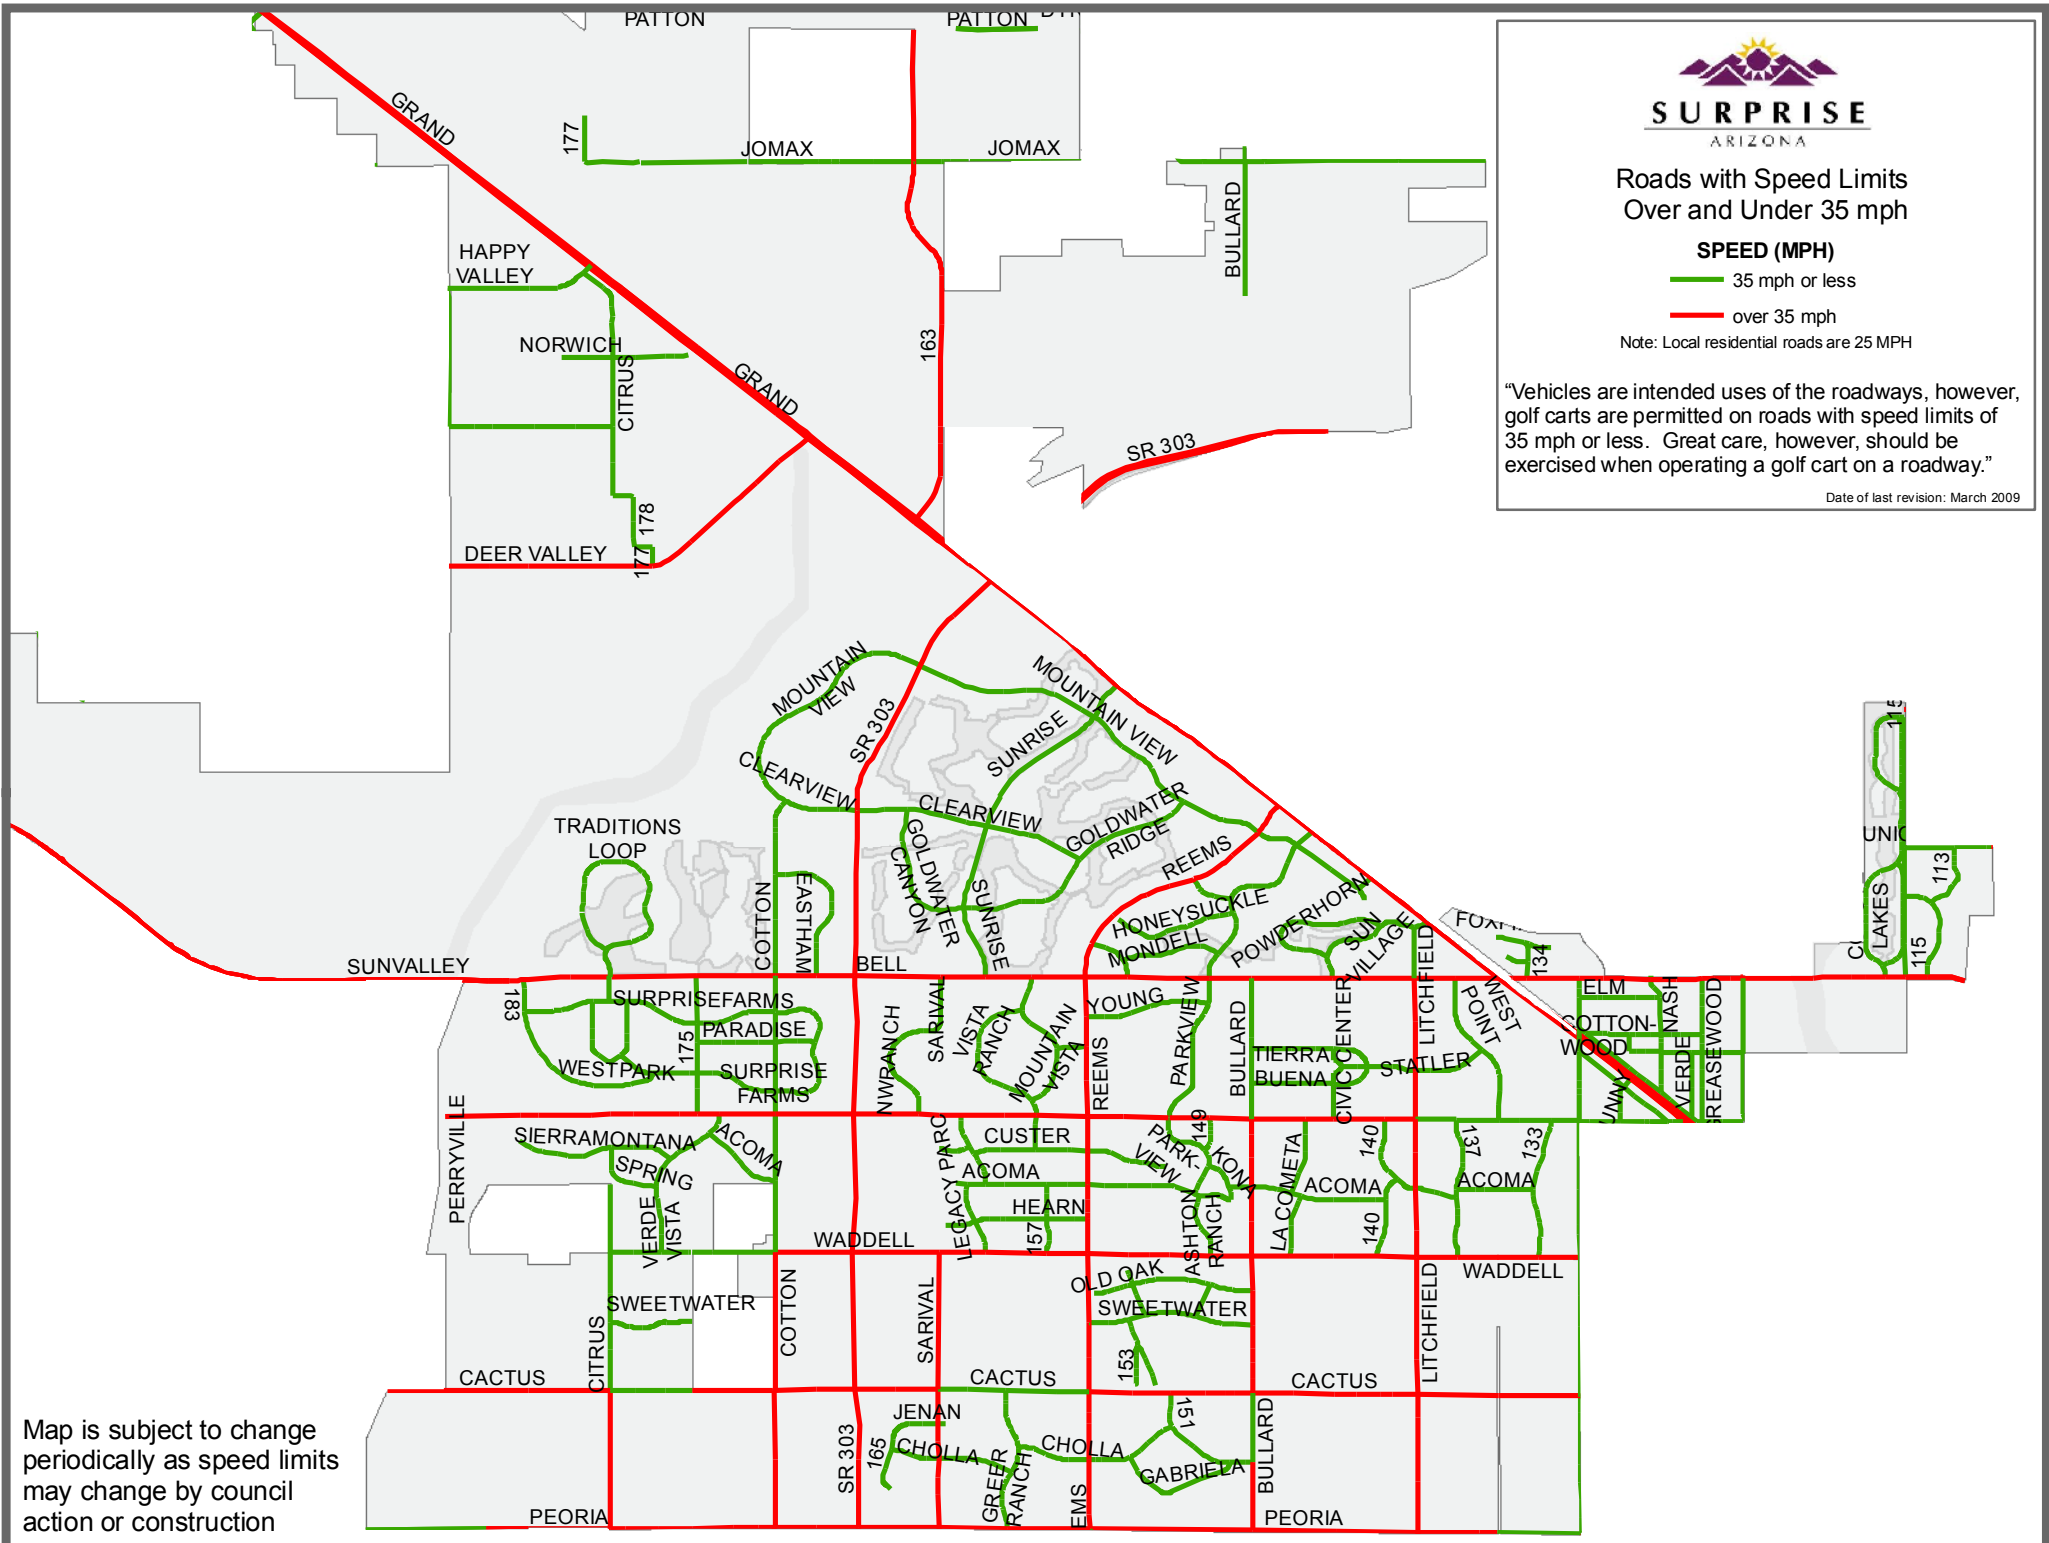 PATTON
PATTON
GRAND
177
JOMAX
JOMAX
BULLARD
SURPRISE
ARIZONA
Roads with Speed Limits
Over and Under 35 mph
SPEED (MPH)
35 mph or less
over 35 mph
Note: Local residential roads are 25 MPH
“Vehicles are intended uses of the roadways, however,
golf carts are permitted on roads with speed limits of
35 mph or less. Great care, however, should be
exercised when operating a golf cart on a roadway.”
Date of last revision: March 2009
HAPPY
VALLEY
NORWICH
CITRUS
163
GRAND
SR 303
178
DEER VALLEY
177
MOUNTAIN
VIEW
SR 303
MOUNTAIN VIEW
SUNRISE
CLEARVIEW
CLEARVIEW
GOLDWATER
RIDGE
GOLDWATER
CANYON
SUNRISE
REEMS
TRADITIONS
LOOP
COTTON
EASTHAM
HONEYSUCKLE
MONDELL
POWDERHORN
SUN
VILLAGE
LITCHFIELD
134
115
113
LAKES
115
SUNVALLEY
BELL
183
SURPRISEFARMS
PARADISE
175
WESTPARK
SURPRISE
FARMS
NWRANCH
SARIVAL
VISTA
RANCH
MOUNTAIN
VISTA
YOUNG
REEMS
PARKVIEW
BULLARD
TIERRA
BUENA
CIVIC CENTER
STATLER
LITCHFIELD
WEST
POINT
ELM
COTTON-
WOOD
NASH
VERDE
GREASEWOOD
PERRYVILLE
SIERRAMONTANA
ACOMA
SPRING
VERDE
VISTA
LEGACY PARC
CUSTER
ACOMA
HEARN
157
149
PARK-
VIEW
KONA
ASHTON
RANCH
LA COMETA
140
ACOMA
140
137
133
ACOMA
WADDELL
WADDELL
OLD OAK
SWEETWATER
SWEETWATER
COTTON
SARIVAL
153
LITCHFIELD
CITRUS
CACTUS
CACTUS
CACTUS
JENAN
165
CHOLLA
CHOLLA
GREER
RANCH
151
GABRIELA
BULLARD
SR 303
EMS
PEORIA
PEORIA
Map is subject to change
periodically as speed limits
may change by council
action or construction